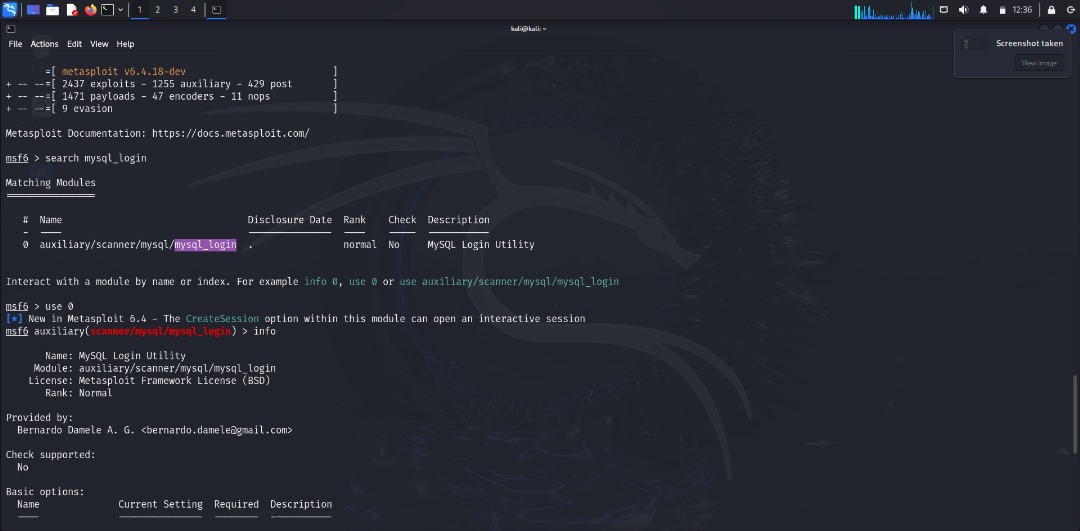 1 2 3 4
12:36
kali@kali: ~
File Actions Edit View Help
Screenshot taken
View Image
=[ metasploit v6.4.18-dev ]
+ -- --=[ 2437 exploits - 1255 auxiliary - 429 post ]
+ -- --=[ 1471 payloads - 47 encoders - 11 nops ]
+ -- --=[ 9 evasion ]
Metasploit Documentation: https://docs.metasploit.com/
msf6 > search mysql_login
Matching Modules
================
# Name Disclosure Date Rank Check Description
- ---- --------------- ---- ----- -----------
0 auxiliary/scanner/mysql/mysql_login . normal No MySQL Login Utility
Interact with a module by name or index. For example info 0, use 0 or use auxiliary/scanner/mysql/mysql_login
msf6 > use 0
[*] New in Metasploit 6.4 - The CreateSession option within this module can open an interactive session
msf6 auxiliary(scanner/mysql/mysql_login) > info
Name: MySQL Login Utility
Module: auxiliary/scanner/mysql/mysql_login
License: Metasploit Framework License (BSD)
Rank: Normal
Provided by:
Bernardo Damele A. G. <bernardo.damele@gmail.com>
Check supported:
No
Basic options:
Name Current Setting Required Description
---- --------------- -------- -----------